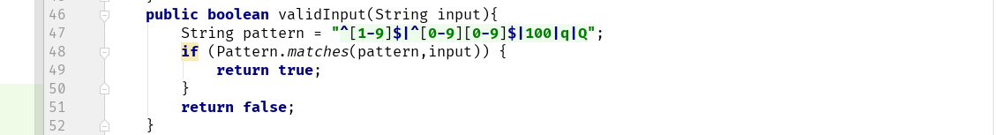 46 public boolean validInput(String input){
47 String pattern = "^[1-9]$|^[0-9][0-9]$|100|q|Q";
48 if (Pattern.matches(pattern,input)) {
49 return true;
50 }
51 return false;
52 }